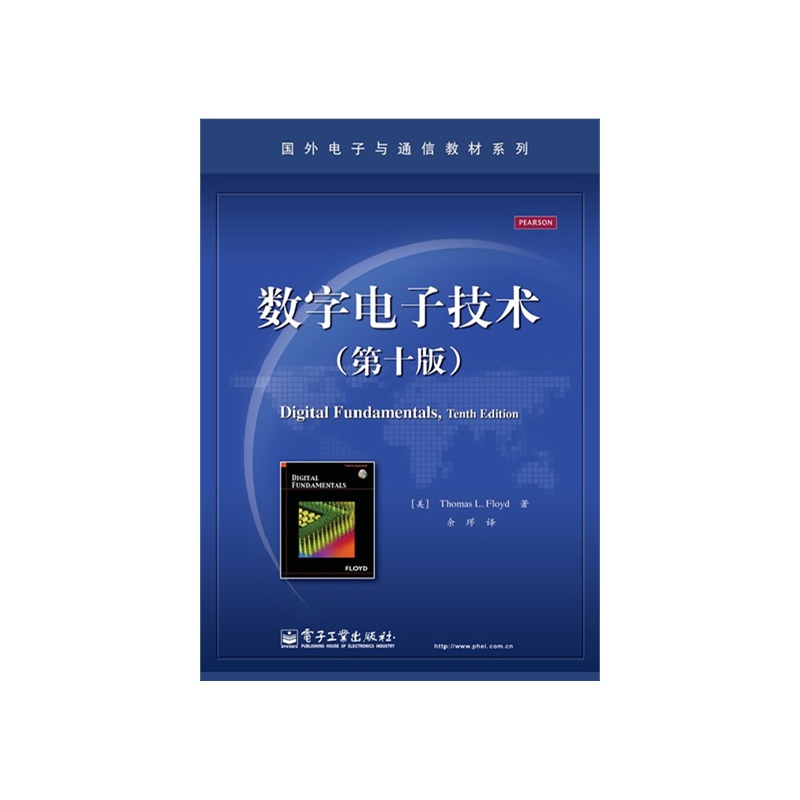 国外电子与通信教材系列
PEARSON
数字电子技术
（第十版）
Digital Fundamentals, Tenth Edition
DIGITAL
FUNDAMENTALS
FLOYD
[美] Thomas L. Floyd 著
余璆 译
電子工業出版社
PUBLISHING HOUSE OF ELECTRONICS INDUSTRY
http://www.phei.com.cn